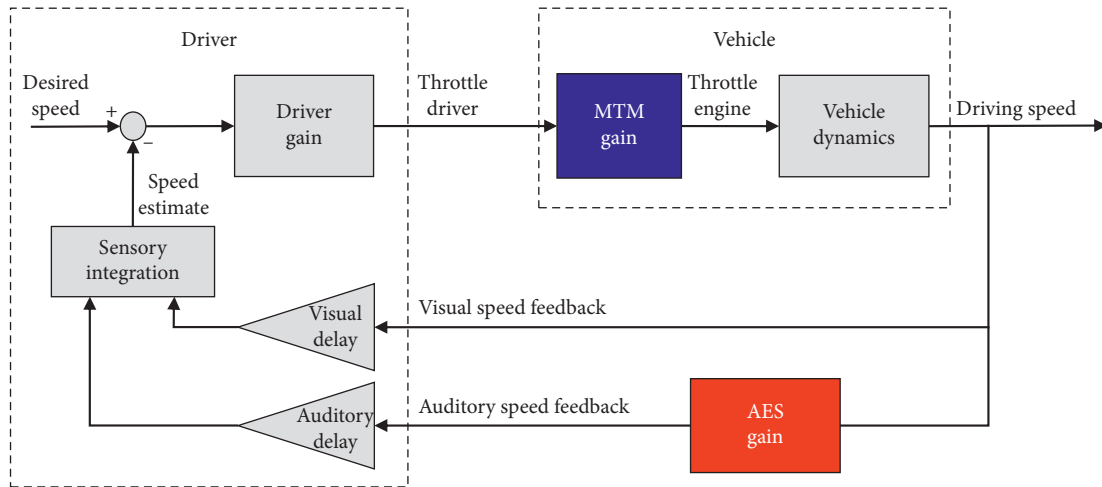 Driver
Vehicle
Desired
speed
+
−
Driver
gain
Throttle
driver
MTM
gain
Throttle
engine
Vehicle
dynamics
Driving speed
Speed
estimate
Sensory
integration
Visual
delay
Visual speed feedback
Auditory
delay
Auditory speed feedback
AES
gain